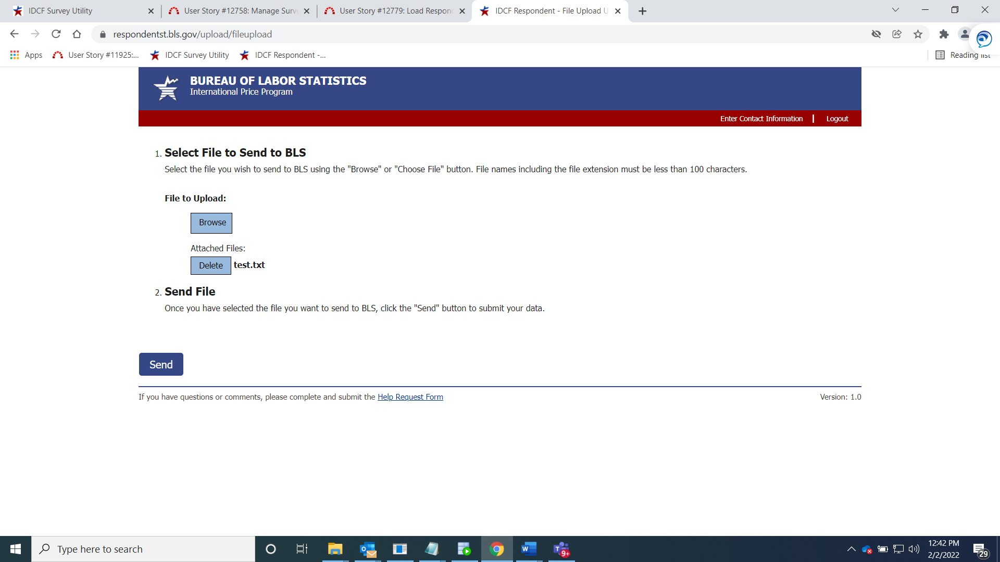 IDCF Survey Utility
User Story #12758: Manage Surv
User Story #12779: Load Respon
IDCF Respondent - File Upload U
respondentst.bls.gov/upload/fileupload
Apps
User Story #11925:...
IDCF Survey Utility
IDCF Respondent -...
Reading list
BUREAU OF LABOR STATISTICS
International Price Program
Enter Contact Information | Logout
1. Select File to Send to BLS
Select the file you wish to send to BLS using the "Browse" or "Choose File" button. File names including the file extension must be less than 100 characters.
File to Upload:
Browse
Attached Files:
Delete test.txt
2. Send File
Once you have selected the file you want to send to BLS, click the "Send" button to submit your data.
Send
If you have questions or comments, please complete and submit the Help Request Form
Version: 1.0
Type here to search
9+
12:42 PM
2/2/2022
29